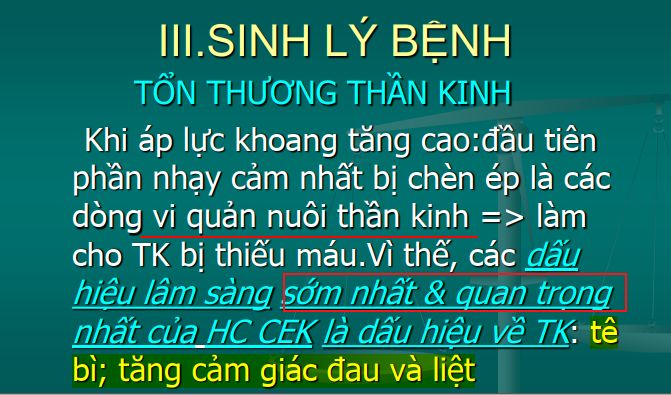 III.SINH LÝ BỆNH
TỔN THƯƠNG THẦN KINH
Khi áp lực khoang tăng cao:đầu tiên
phần nhạy cảm nhất bị chèn ép là các
dòng vi quản nuôi thần kinh => làm
cho TK bị thiếu máu.Vì thế, các dấu
hiệu lâm sàng sớm nhất & quan trọng
nhất của HC CEK là dấu hiệu về TK: tê
bì; tăng cảm giác đau và liệt